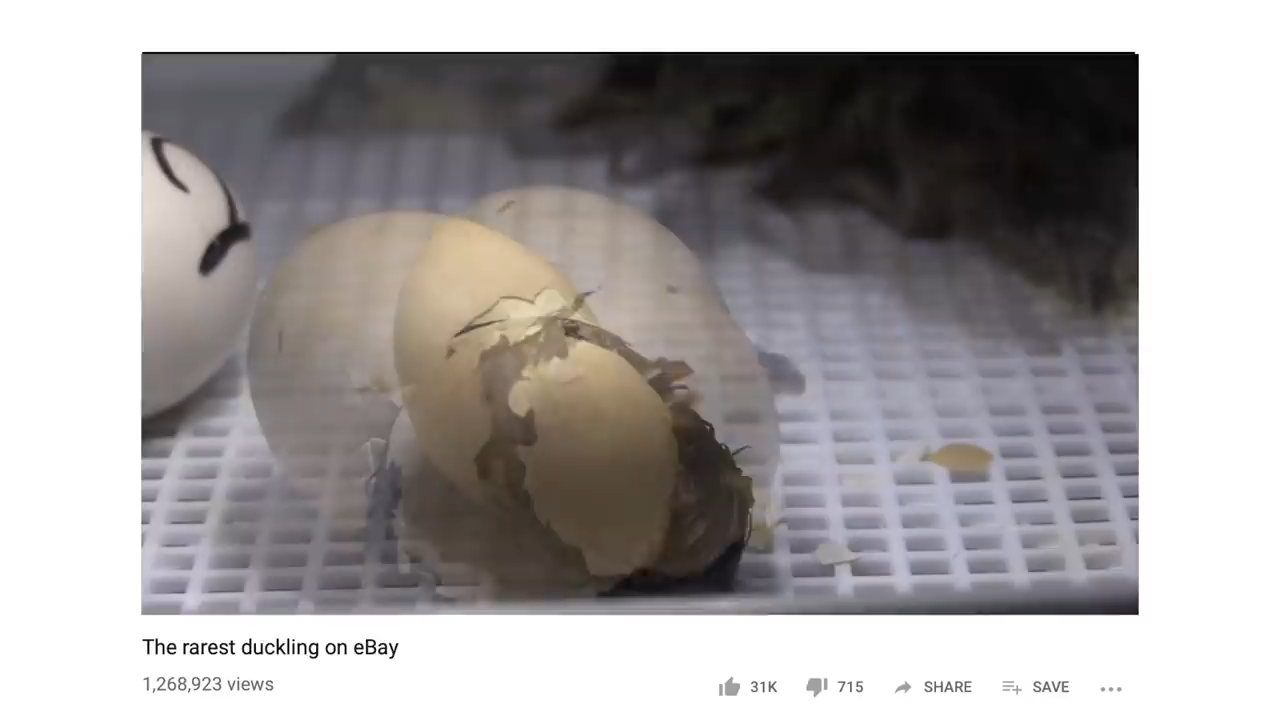 The rarest duckling on eBay
1,268,923 views
31K
715
SHARE
SAVE